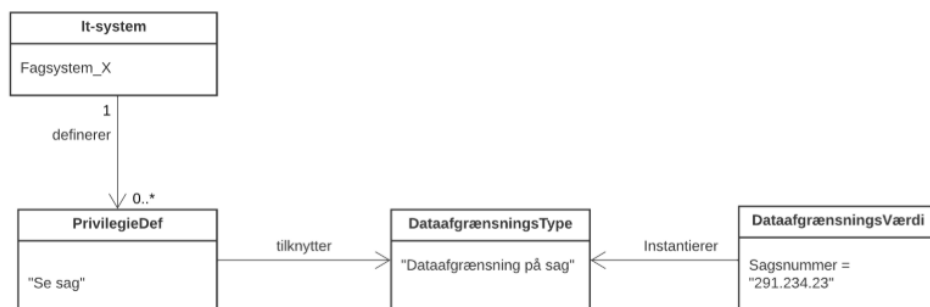 It-system
Fagsystem_X
1
definerer
0..*
PrivilegieDef
"Se sag"
tilknytter
DataafgrænsningsType
"Dataafgrænsning på sag"
Instantierer
DataafgrænsningsVærdi
Sagsnummer =
"291.234.23"